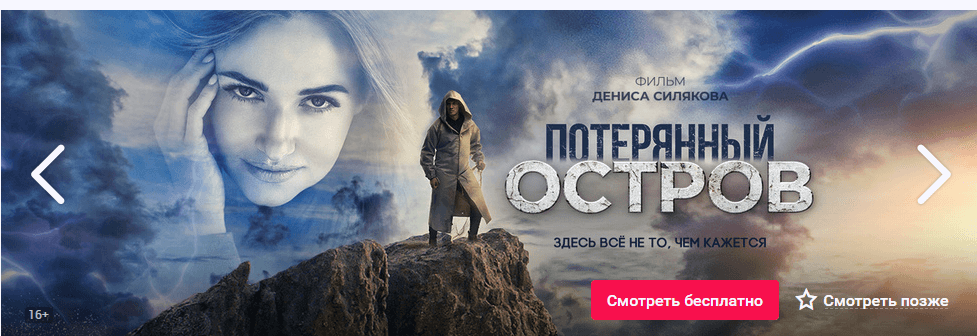 ФИЛЬМ
ДЕНИСА СИЛЯКОВА
ПОТЕРЯННЫЙ
ОСТРОВ
ЗДЕСЬ ВСЁ НЕ ТО, ЧЕМ КАЖЕТСЯ
Смотреть бесплатно
Смотреть позже
16+